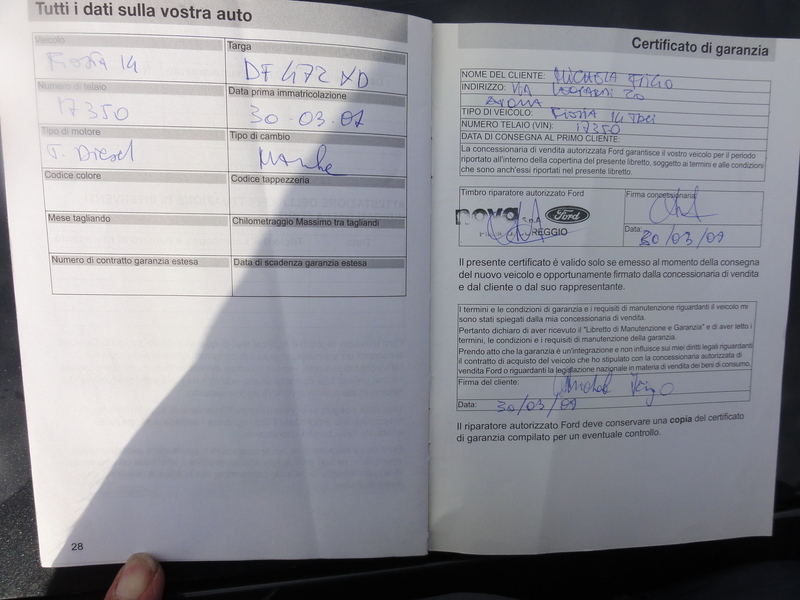 Tutti i dati sulla vostra auto
Veicolo
Targa
Fiesta 14
DF 472 XD
Numero di telaio
Data prima immatricolazione
17350
30.03.07
Tipo di motore
Tipo di cambio
T. Diesel
Codice colore
Codice tappezzeria
Mese tagliando
Chilometraggio Massimo tra tagliandi
Numero di contratto garanzia estesa
Data di scadenza garanzia estesa
28
Certificato di garanzia
NOME DEL CLIENTE:
INDIRIZZO: VIA 20
TIPO DI VEICOLO: Fiesta 14 TDCi
NUMERO TELAIO (VIN): 17350
DATA DI CONSEGNA AL PRIMO CLIENTE:
La concessionaria di vendita autorizzata Ford garantisce il vostro veicolo per il periodo
riportato all'interno della copertina del presente libretto, soggetto ai termini e alle condizioni
che sono anch'essi riportati nel presente libretto.
Timbro riparatore autorizzato Ford
Firma concessionaria:
nova S.p.A. Ford
REGGIO
Data:
30/03/07
Il presente certificato è valido solo se emesso al momento della consegna
del nuovo veicolo e opportunamente firmato dalla concessionaria di vendita
e dal cliente o dal suo rappresentante.
I termini e le condizioni di garanzia e i requisiti di manutenzione riguardanti il veicolo mi
sono stati spiegati dalla mia concessionaria di vendita.
Pertanto dichiaro di aver ricevuto il "Libretto di Manutenzione e Garanzia" e di aver letto i
termini, le condizioni e i requisiti di manutenzione della garanzia.
Prendo atto che la garanzia è un'integrazione e non influisce sui miei diritti legali riguardanti
il contratto di acquisto del veicolo che ho stipulato con la concessionaria autorizzata di
vendita Ford o riguardanti la legislazione nazionale in materia di vendita dei beni di consumo.
Firma del cliente:
Data: 30/03/07
Il riparatore autorizzato Ford deve conservare una copia del certificato
di garanzia compilato per un eventuale controllo.